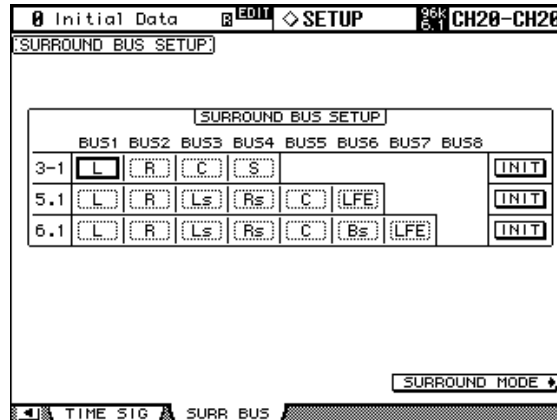 0 Initial Data R EDIT ◇SETUP 96k 6.1 CH20-CH20
SURROUND BUS SETUP
SURROUND BUS SETUP
BUS1 BUS2 BUS3 BUS4 BUS5 BUS6 BUS7 BUS8
3-1 L R C S INIT
5.1 L R Ls Rs C LFE INIT
6.1 L R Ls Rs C Bs LFE INIT
SURROUND MODE
TIME SIG SURR BUS